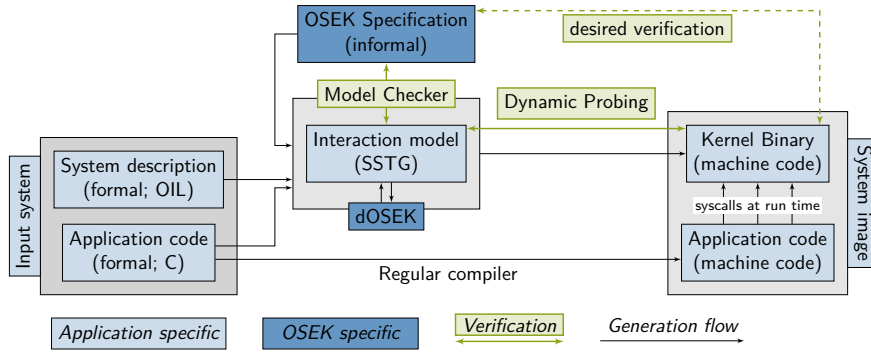 OSEK Specification
(informal)
desired verification
Model Checker
Dynamic Probing
Interaction model
(SSTG)
dOSEK
Input system
System description
(formal; OIL)
Application code
(formal; C)
Regular compiler
Kernel Binary
(machine code)
syscalls at run time
Application code
(machine code)
System image
Application specific
OSEK specific
Verification
Generation flow